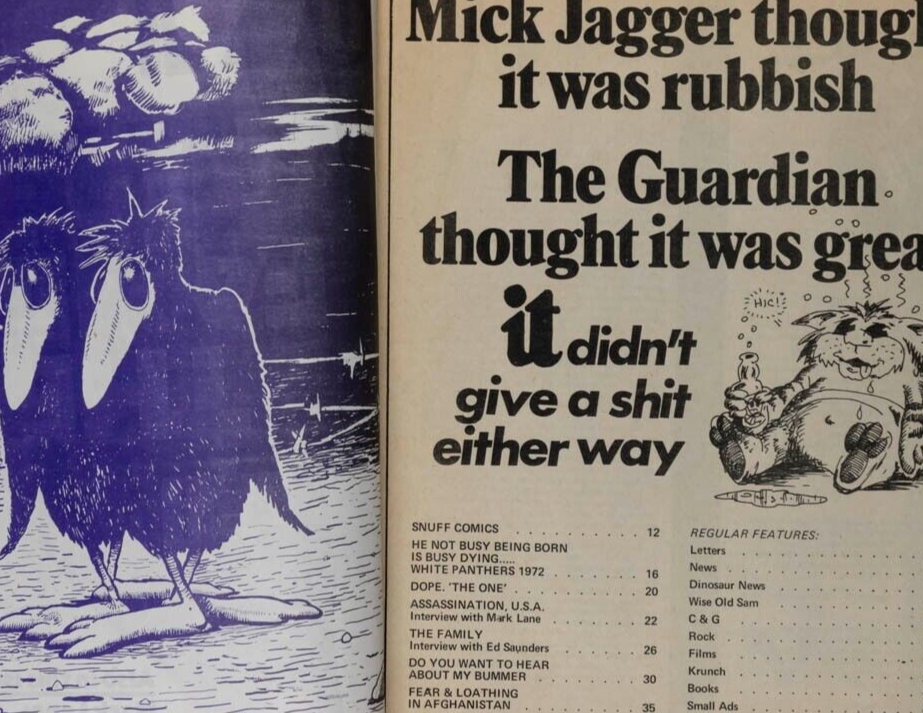 Mick Jagger though
it was rubbish
The Guardian
thought it was grea
it didn't
give a shit
either way
HIC!
SNUFF COMICS . . . . . . . . . . 12
HE NOT BUSY BEING BORN
IS BUSY DYING.....
WHITE PANTHERS 1972 . . . . . . . 16
DOPE. 'THE ONE' . . . . . . . . . 20
ASSASSINATION, U.S.A.
Interview with Mark Lane . . . . . . 22
THE FAMILY
Interview with Ed Saunders . . . . . 26
DO YOU WANT TO HEAR
ABOUT MY BUMMER . . . . . . . . 30
FEAR & LOATHING
IN AFGHANISTAN . . . . . . . . . 35
REGULAR FEATURES:
Letters
News
Dinosaur News
Wise Old Sam
C & G
Rock
Films
Krunch
Books
Small Ads